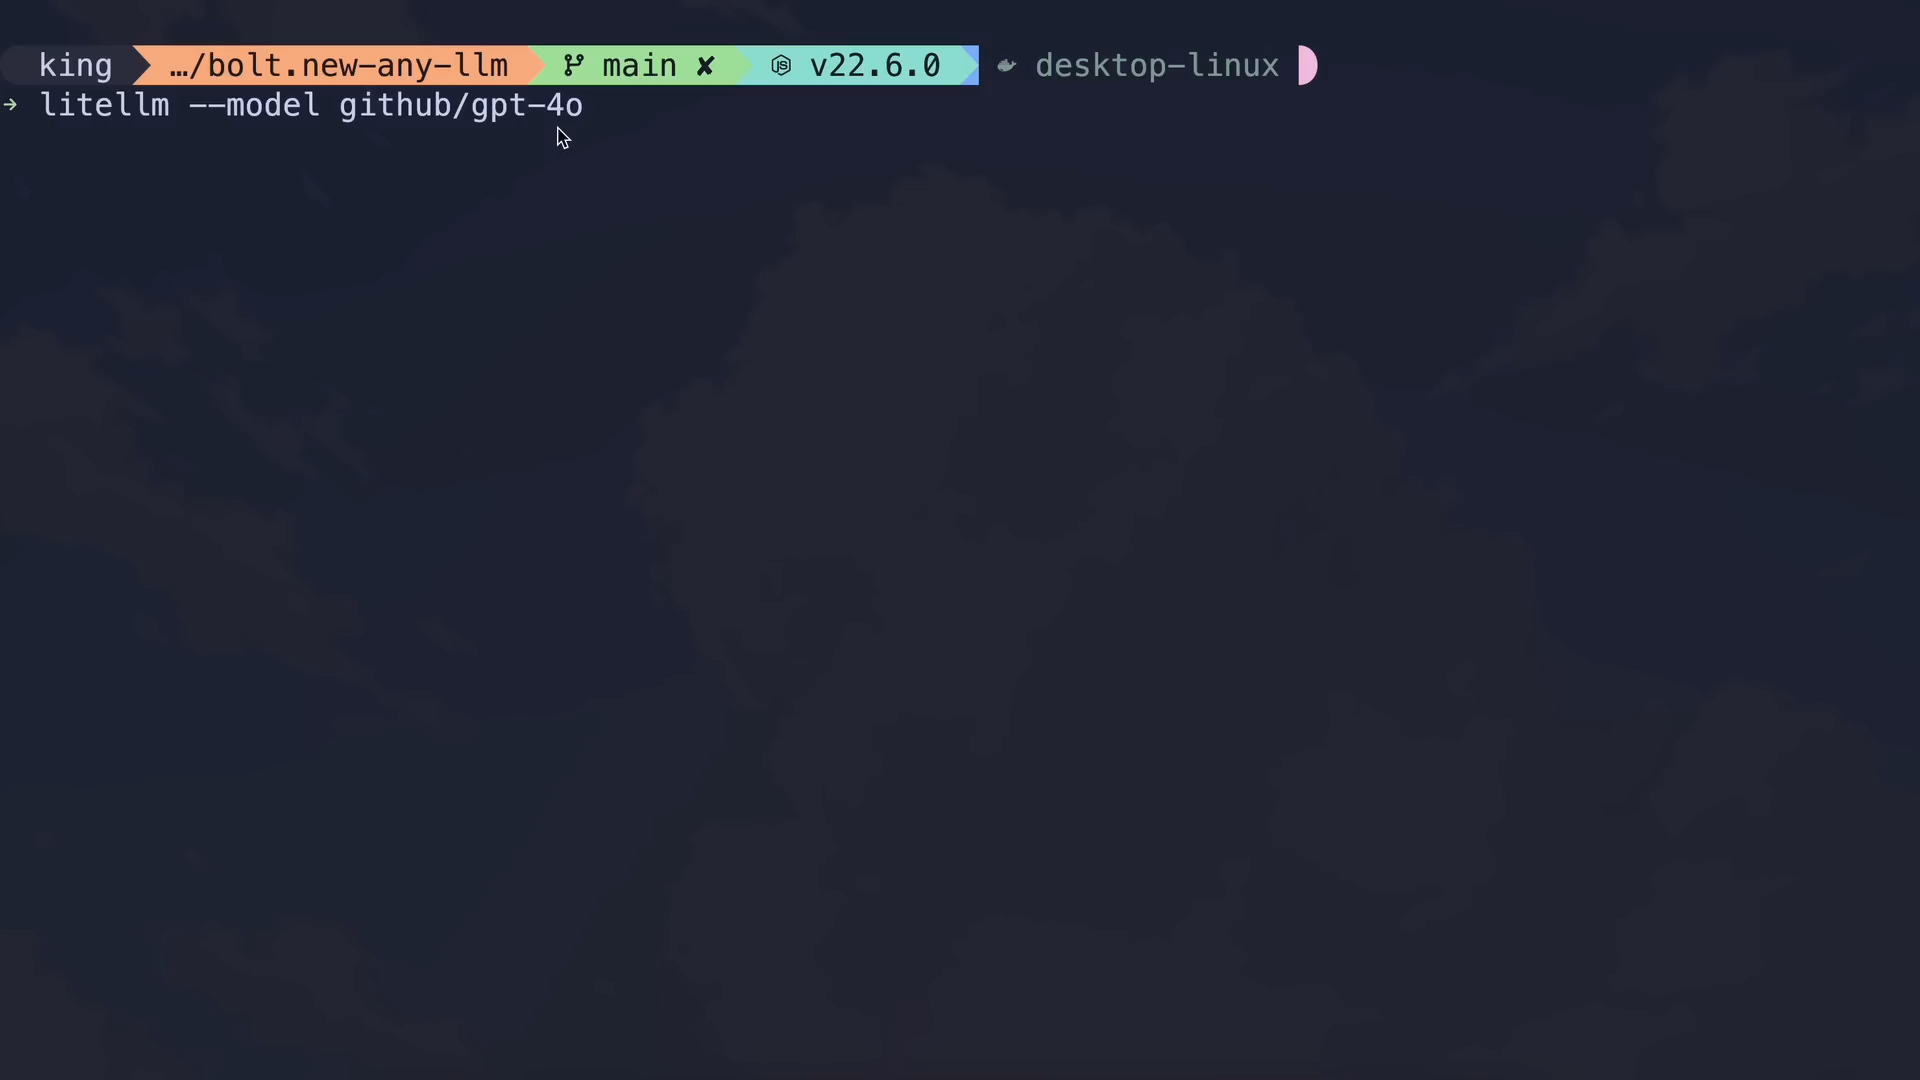 king …/bolt.new-any-llm main ✘ v22.6.0 desktop-linux
➜ litellm --model github/gpt-4o